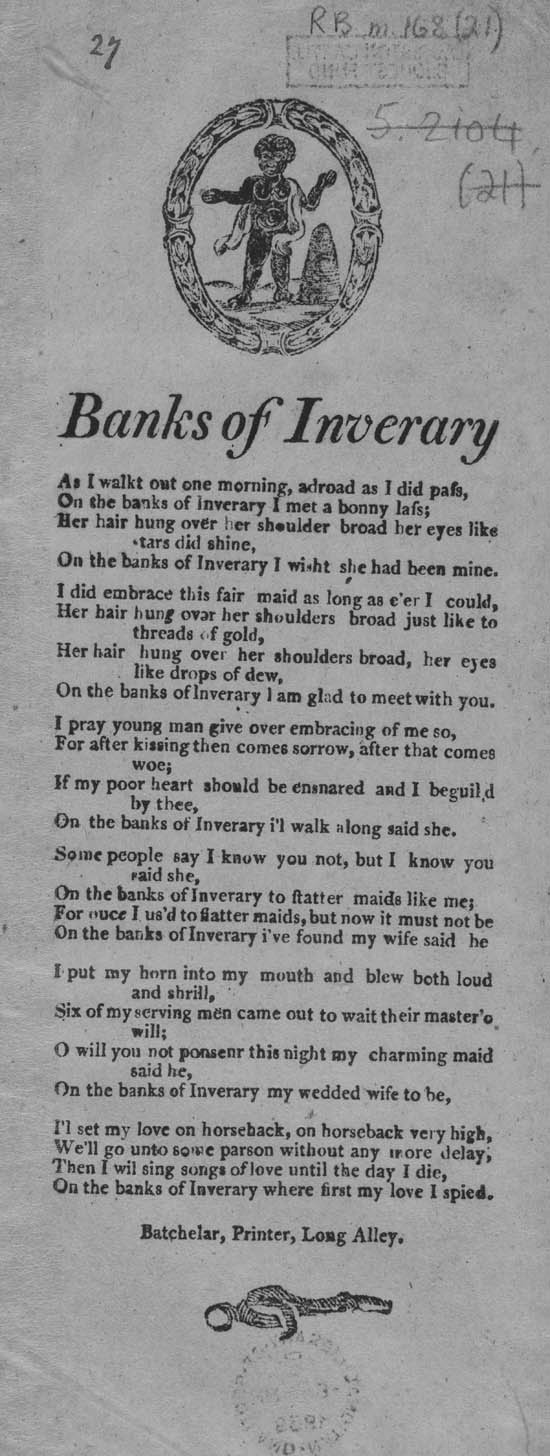 27
RB.m.168(21)
5.2104
(21)
Banks of Inverary
As I walkt out one morning, adroad as I did paſs,
On the banks of Inverary I met a bonny laſs;
Her hair hung over her shoulder broad her eyes like
stars did shine,
On the banks of Inverary I wisht she had been mine.
I did embrace this fair maid as long as e'er I could,
Her hair hung over her shoulders broad just like to
threads of gold,
Her hair hung over her shoulders broad, her eyes
like drops of dew,
On the banks of Inverary I am glad to meet with you.
I pray young man give over embracing of me so,
For after kissing then comes sorrow, after that comes
woe;
If my poor heart should be ensnared and I beguil,d
by thee,
On the banks of Inverary i'l walk along said she.
Some people say I know you not, but I know you
said she,
On the banks of Inverary to ſtatter maids like me;
For ouce I us'd to flatter maids, but now it must not be
On the banks of Inverary i've found my wife said he
I put my horn into my mouth and blew both loud
and shrill,
Six of my serving men came out to wait their master'o
will;
O will you not ponsenr this night my charming maid
said he,
On the banks of Inverary my wedded wife to be,
I'l set my love on horseback, on horseback very high,
We'll go unto some parson without any more delay;
Then I wil sing songs of love until the day I die,
On the banks of Inverary where first my love I spied.
Batchelar, Printer, Long Alley.